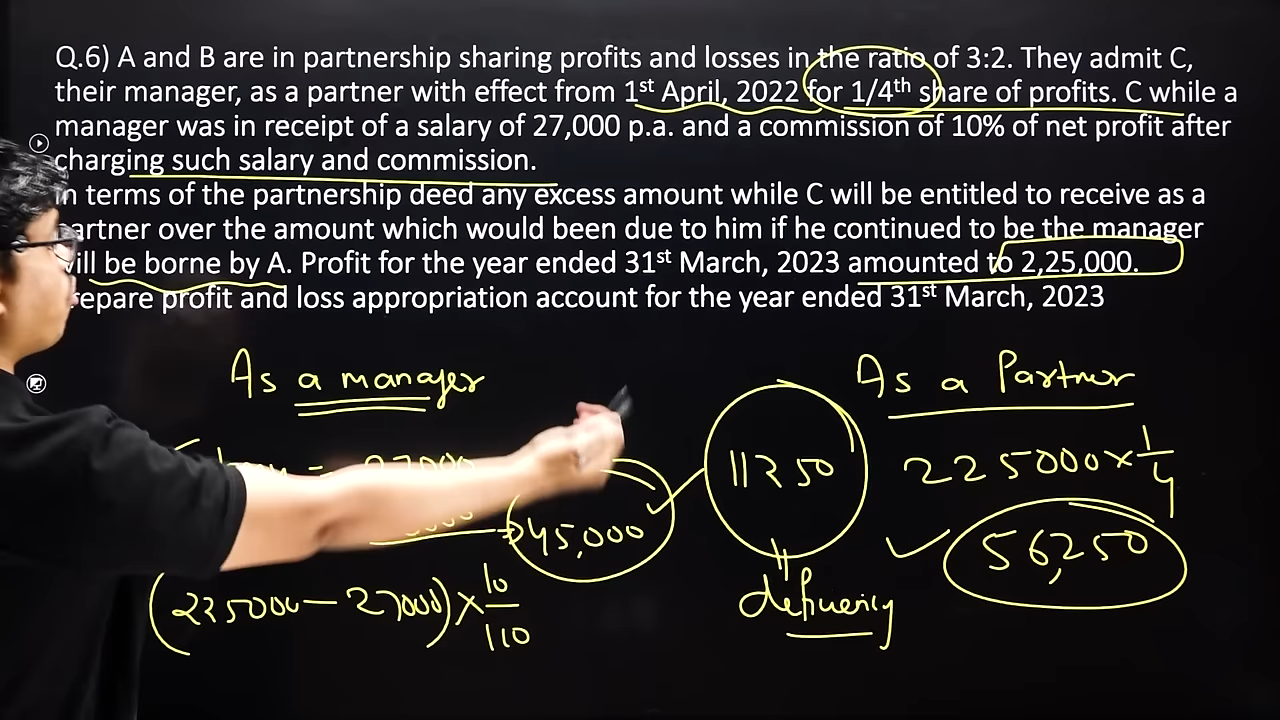 Q.6) A and B are in partnership sharing profits and losses in the ratio of 3:2. They admit C,
their manager, as a partner with effect from 1st April, 2022 for 1/4th share of profits. C while a
manager was in receipt of a salary of 27,000 p.a. and a commission of 10% of net profit after
charging such salary and commission.
In terms of the partnership deed any excess amount while C will be entitled to receive as a
partner over the amount which would been due to him if he continued to be the manager
will be borne by A. Profit for the year ended 31st March, 2023 amounted to 2,25,000.
repare profit and loss appropriation account for the year ended 31st March, 2023
As a manager
As a Partner
27000
11250
225000 × 1/4
45,000
56,250
(225000 - 27000) × 10/110
deficiency